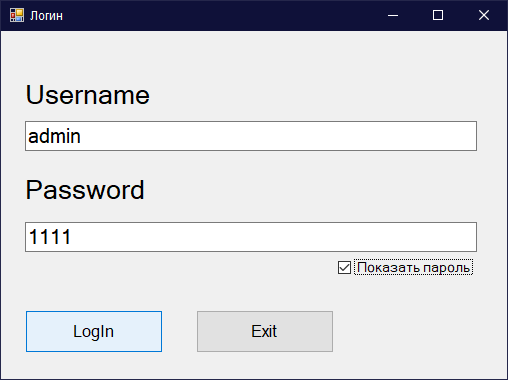 Логин
Username
admin
Password
1111
Показать пароль
LogIn Exit